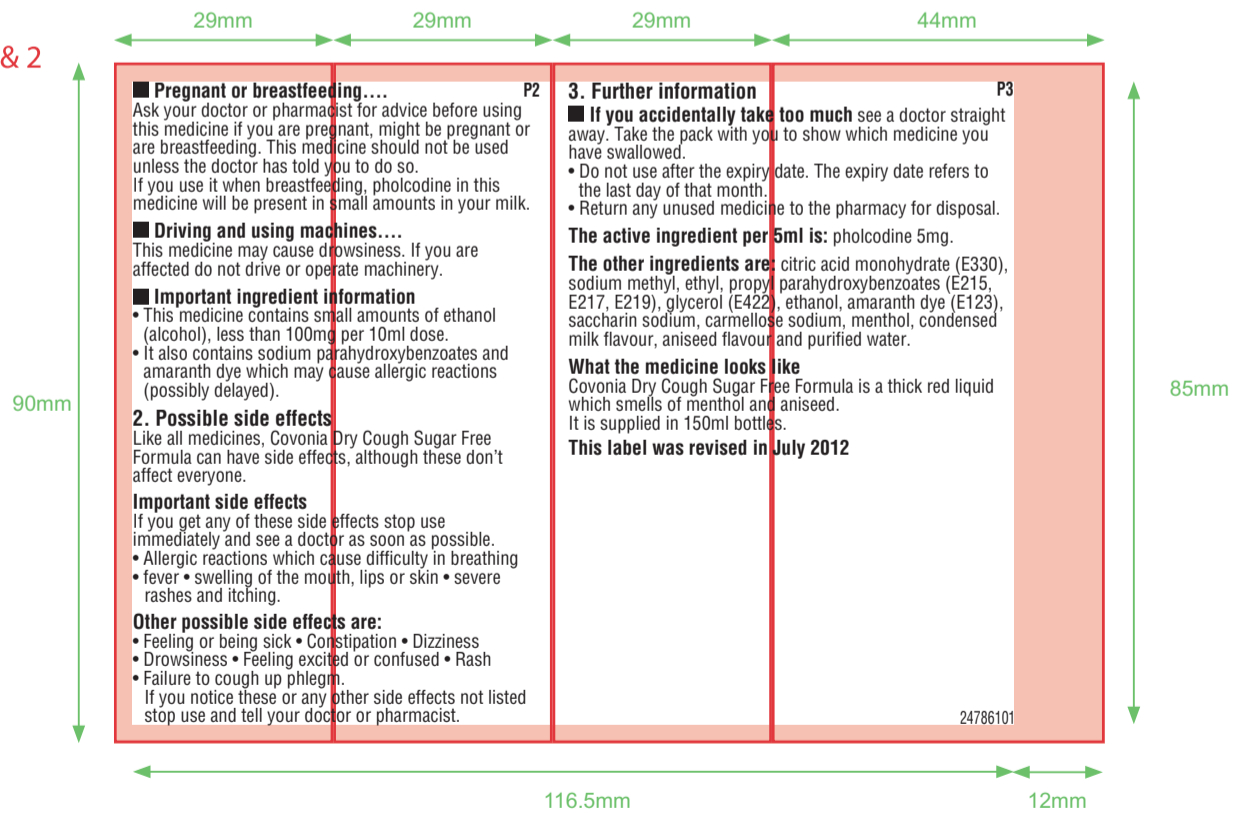 29mm
29mm
29mm
44mm
& 2
■ Pregnant or breastfeeding.... P2
Ask your doctor or pharmacist for advice before using
this medicine if you are pregnant, might be pregnant or
are breastfeeding. This medicine should not be used
unless the doctor has told you to do so.
If you use it when breastfeeding, pholcodine in this
medicine will be present in small amounts in your milk.
■ Driving and using machines....
This medicine may cause drowsiness. If you are
affected do not drive or operate machinery.
■ Important ingredient information
• This medicine contains small amounts of ethanol
(alcohol), less than 100mg per 10ml dose.
• It also contains sodium parahydroxybenzoates and
amaranth dye which may cause allergic reactions
(possibly delayed).
2. Possible side effects
Like all medicines, Covonia Dry Cough Sugar Free
Formula can have side effects, although these don't
affect everyone.
Important side effects
If you get any of these side effects stop use
immediately and see a doctor as soon as possible.
• Allergic reactions which cause difficulty in breathing
• fever • swelling of the mouth, lips or skin • severe
rashes and itching.
Other possible side effects are:
• Feeling or being sick • Constipation • Dizziness
• Drowsiness • Feeling excited or confused • Rash
• Failure to cough up phlegm.
If you notice these or any other side effects not listed
stop use and tell your doctor or pharmacist.
3. Further information P3
■ If you accidentally take too much see a doctor straight
away. Take the pack with you to show which medicine you
have swallowed.
• Do not use after the expiry date. The expiry date refers to
the last day of that month.
• Return any unused medicine to the pharmacy for disposal.
The active ingredient per 5ml is: pholcodine 5mg.
The other ingredients are: citric acid monohydrate (E330),
sodium methyl, ethyl, propyl parahydroxybenzoates (E215,
E217, E219), glycerol (E422), ethanol, amaranth dye (E123),
saccharin sodium, carmellose sodium, menthol, condensed
milk flavour, aniseed flavour and purified water.
What the medicine looks like
Covonia Dry Cough Sugar Free Formula is a thick red liquid
which smells of menthol and aniseed.
It is supplied in 150ml bottles.
This label was revised in July 2012
24786101
90mm
85mm
116.5mm
12mm